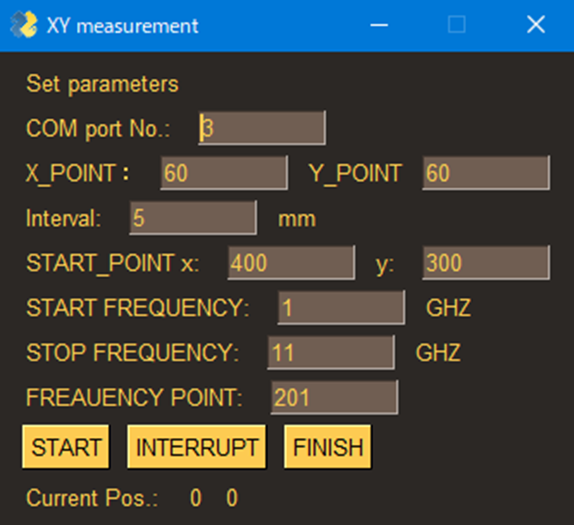 XY measurement
Set parameters
COM port No.: 3
X_POINT : 60 Y_POINT 60
Interval: 5 mm
START_POINT x: 400 y: 300
START FREQUENCY: 1 GHZ
STOP FREQUENCY: 11 GHZ
FREAUENCY POINT: 201
START INTERRUPT FINISH
Current Pos.: 0 0